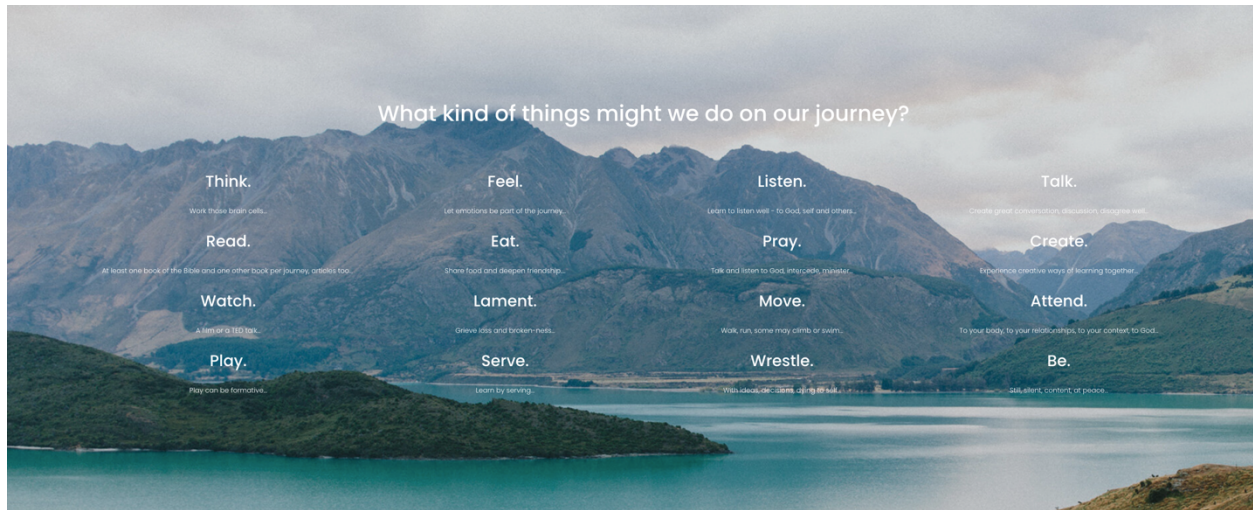 What kind of things might we do on our journey?
Think.
Work those brain cells...
Feel.
Let emotions be part of the journey...
Listen.
Learn to listen well - to God, self and others...
Talk.
Create great conversation, discussion, disagree well...
Read.
At least one book of the Bible and one other book per journey, articles too...
Eat.
Share food and deepen friendship...
Pray.
Talk and listen to God, intercede, minister...
Create.
Experience creative ways of learning together...
Watch.
A film or a TED talk...
Lament.
Grieve loss and broken-ness...
Move.
Walk, run, some may climb or swim...
Attend.
To your body, to your relationships, to your context, to God...
Play.
Play can be formative...
Serve.
Learn by serving...
Wrestle.
With ideas, decisions, dying to self...
Be.
Still, silent, content, at peace...